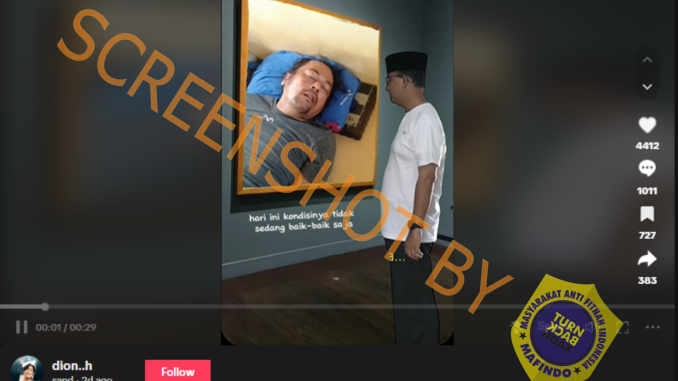 SCREENSHOT BY
4412
1011
727
383
hari ini kondisinya tidak
sedang baik-baik saja
00:01 / 00:29
MASYARAKAT ANTI FITNAH INDONESIA
TURN
BACK
HOAX
MAFINDO
dion..h
sand · 2d ago
Follow